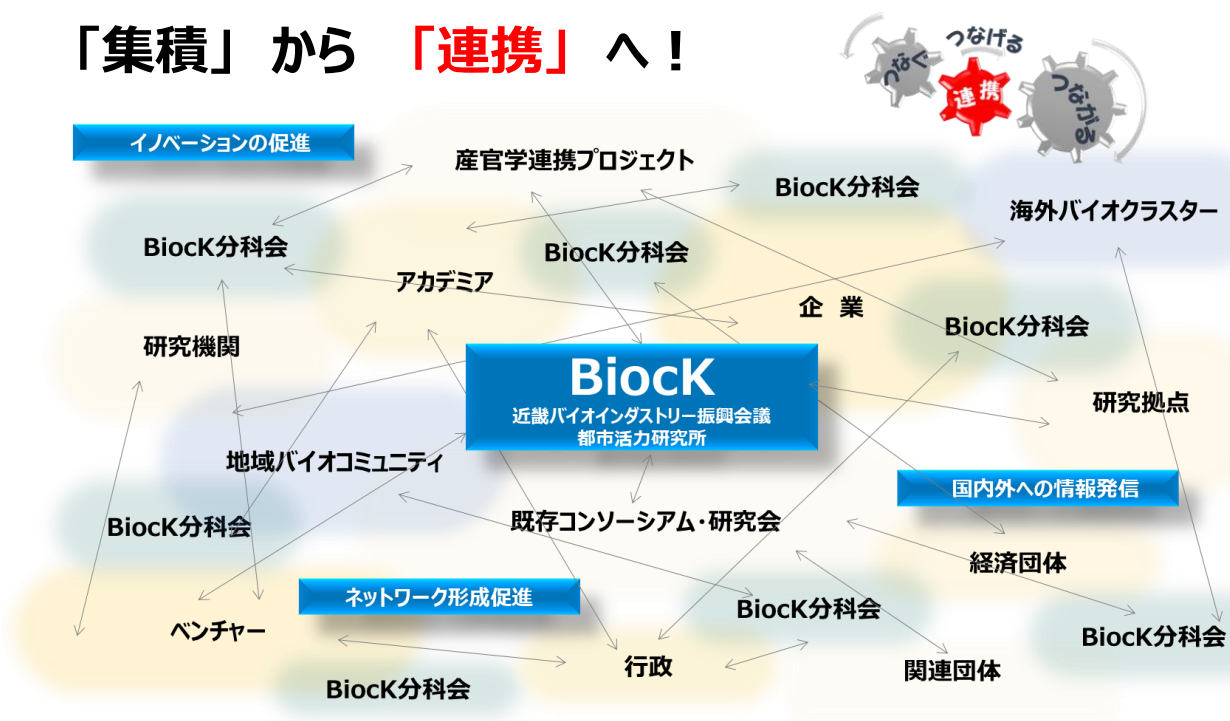 「集積」から「連携」へ！
つなぐ
つなげる
連携
つながる
イノベーションの促進
産官学連携プロジェクト
BiocK分科会
海外バイオクラスター
BiocK分科会
BiocK分科会
アカデミア
企　業
BiocK分科会
研究機関
BiocK
近畿バイオインダストリー振興会議
都市活力研究所
研究拠点
地域バイオコミュニティ
国内外への情報発信
BiocK分科会
既存コンソーシアム・研究会
経済団体
ネットワーク形成促進
BiocK分科会
ベンチャー
BiocK分科会
行政
関連団体
BiocK分科会